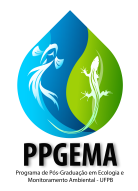 PPGEMA
Programa de Pós-Graduação em Ecologia e
Monitoramento Ambiental - UFPB